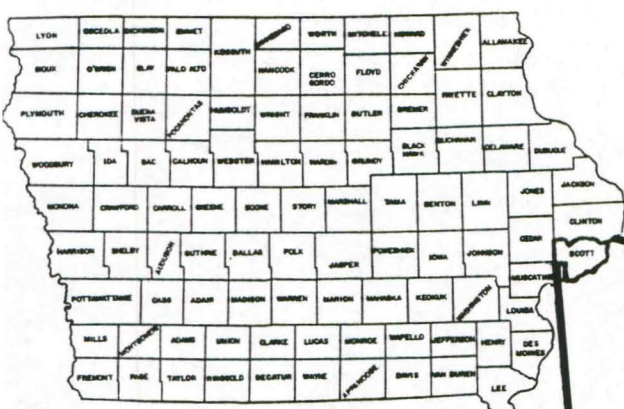 LYON OSCEOLA DICKINSON EMMET KOSSUTH WINNEBAGO WORTH MITCHELL HOWARD WINNESHIEK ALLAMAKEE
SIOUX O'BRIEN CLAY PALO ALTO HANCOCK CERRO GORDO FLOYD CHICKASAW
PLYMOUTH CHEROKEE BUENA VISTA POCAHONTAS HUMBOLDT WRIGHT FRANKLIN BUTLER BREMER FAYETTE CLAYTON
WOODBURY IDA SAC CALHOUN WEBSTER HAMILTON HARDIN GRUNDY BLACK HAWK BUCHANAN DELAWARE DUBUQUE
MONONA CRAWFORD CARROLL GREENE BOONE STORY MARSHALL TAMA BENTON LINN JONES JACKSON
CLINTON
HARRISON SHELBY AUDUBON GUTHRIE DALLAS POLK JASPER POWESHIEK IOWA JOHNSON CEDAR SCOTT
MUSCATINE
POTTAWATTAMIE CASS ADAIR MADISON WARREN MARION MAHASKA KEOKUK WASHINGTON LOUISA
MILLS MONTGOMERY ADAMS UNION CLARKE LUCAS MONROE WAPELLO JEFFERSON HENRY DES MOINES
FREMONT PAGE TAYLOR RINGGOLD DECATUR WAYNE APPANOOSE DAVIS VAN BUREN LEE